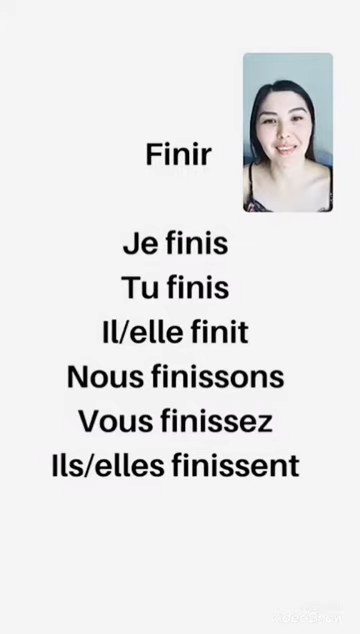 Finir
Je finis
Tu finis
Il/elle finit
Nous finissons
Vous finissez
Ils/elles finissent